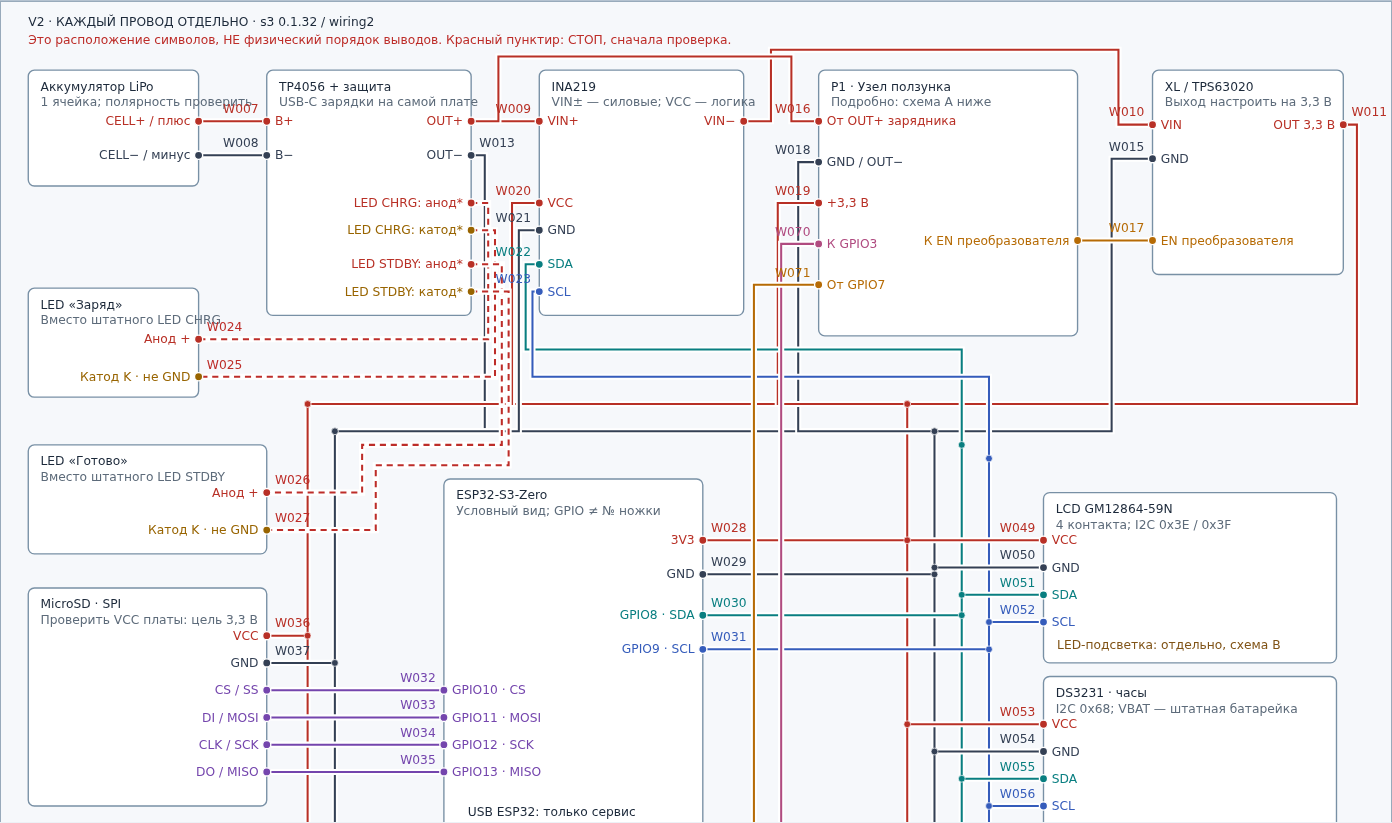 V2 · КАЖДЫЙ ПРОВОД ОТДЕЛЬНО · s3 0.1.32 / wiring2
Это расположение символов, НЕ физический порядок выводов. Красный пунктир: СТОП, сначала проверка.
Аккумулятор LiPo
1 ячейка; полярность проверить
CELL+ / плюс
CELL− / минус
W007
W008
TP4056 + защита
USB-C зарядки на самой плате
B+
B−
OUT+
OUT−
LED CHRG: анод*
LED CHRG: катод*
LED STDBY: анод*
LED STDBY: катод*
W009
W013
W020
W021
W022
W023
INA219
VIN± — силовые; VCC — логика
VIN+
VIN−
VCC
GND
SDA
SCL
W016
W018
W019
W070
W071
P1 · Узел ползунка
Подробно: схема A ниже
От OUT+ зарядника
GND / OUT−
+3,3 В
К GPIO3
К EN преобразователя
От GPIO7
W010
W015
W017
XL / TPS63020
Выход настроить на 3,3 В
VIN
OUT 3,3 В
GND
EN преобразователя
W011
LED «Заряд»
Вместо штатного LED CHRG
Анод +
Катод K · не GND
W024
W025
LED «Готово»
Вместо штатного LED STDBY
Анод +
Катод K · не GND
W026
W027
MicroSD · SPI
Проверить VCC платы: цель 3,3 В
VCC
GND
CS / SS
DI / MOSI
CLK / SCK
DO / MISO
W036
W037
W032
W033
W034
W035
ESP32-S3-Zero
Условный вид; GPIO ≠ № ножки
3V3
GND
GPIO8 · SDA
GPIO9 · SCL
GPIO10 · CS
GPIO11 · MOSI
GPIO12 · SCK
GPIO13 · MISO
USB ESP32: только сервис
W028
W029
W030
W031
W049
W050
W051
W052
LCD GM12864-59N
4 контакта; I2C 0x3E / 0x3F
VCC
GND
SDA
SCL
LED-подсветка: отдельно, схема B
W053
W054
W055
W056
DS3231 · часы
I2C 0x68; VBAT — штатная батарейка
VCC
GND
SDA
SCL